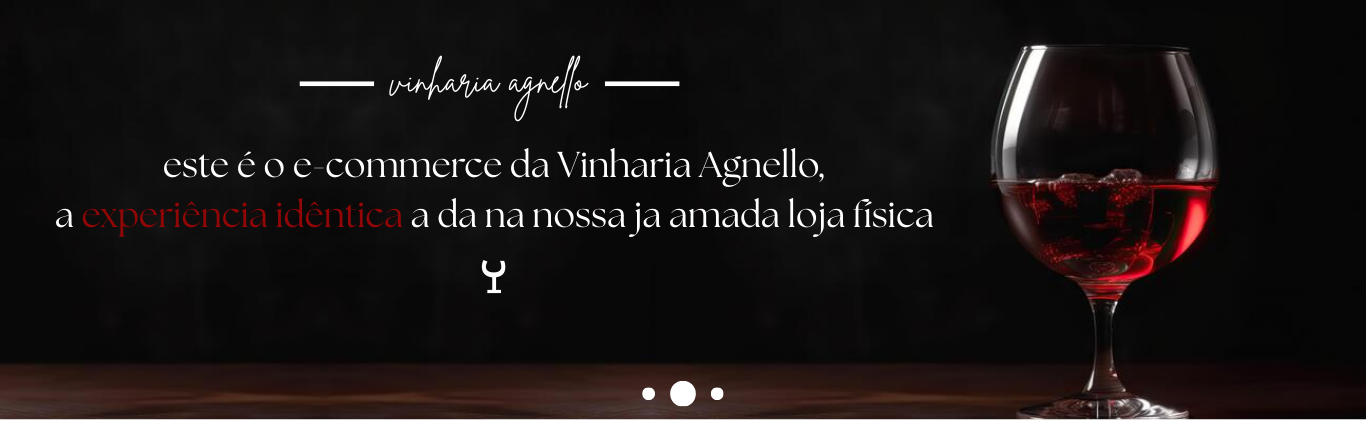 vinharia agnello
este é o e-commerce da Vinharia Agnello,
a experiência idêntica a da na nossa ja amada loja física